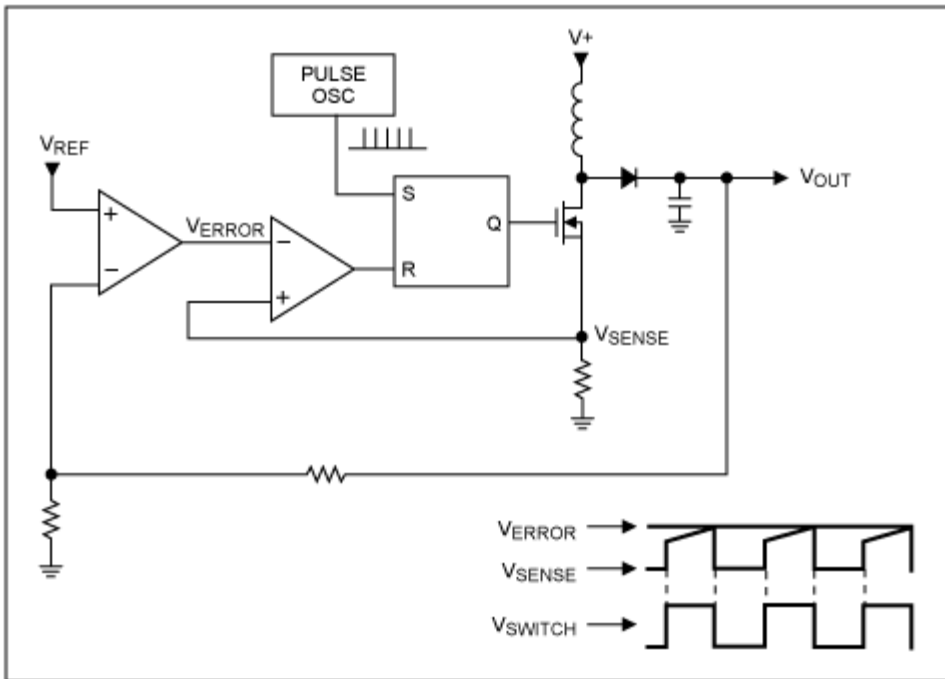 V+
PULSE
OSC
VREF
+
−
VERROR
−
+
S
R
Q
VOUT
VSENSE
VERROR
VSENSE
VSWITCH